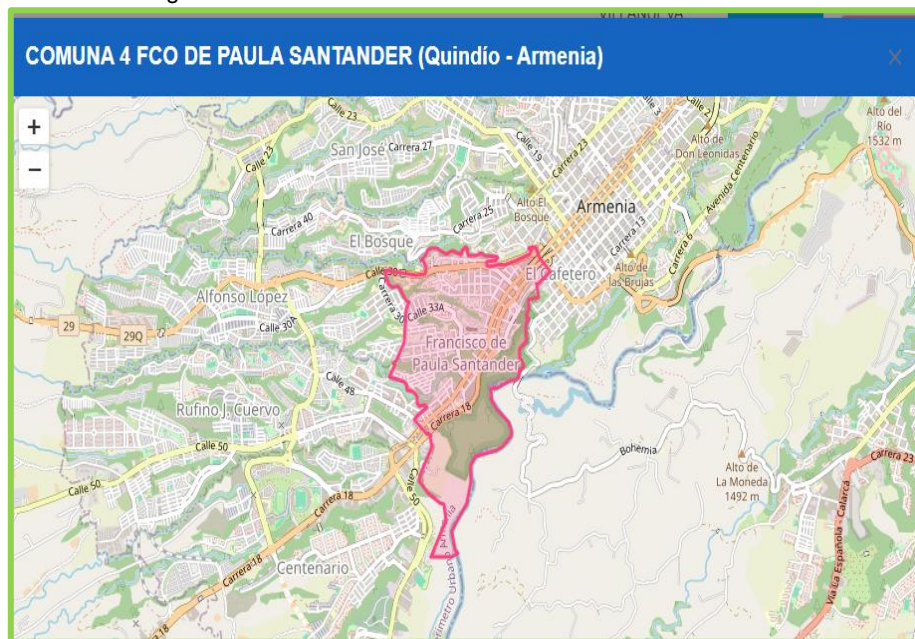 COMUNA 4 FCO DE PAULA SANTANDER (Quindío - Armenia)
×
+
−
Calle 23
Calle 23
San José
Carrera 27
Calle 19
Carrera 23
Calle 2
Alto de
Don Leonidas
Avenida Centenario
Alto del
Río
1532 m
Carrera 40
Carrera 25
Alto El
Bosque
Armenia
Carrera 13
Carrera 6
El Bosque
El Cafetero
Alto de
las Brujas
Alfonso López
Carrera 30
Calle 33A
29
29Q
Calle 30A
Francisco de
Paula Santander
Calle 48
Rufino J. Cuervo
Carrera 18
Calle 50
Calle 50
Calle 50
Bohemia
Alto de
La Moneda
1492 m
Carrera 23
Carrera 18
Carrera 18
Centenario
Vía La Española - Calarcá